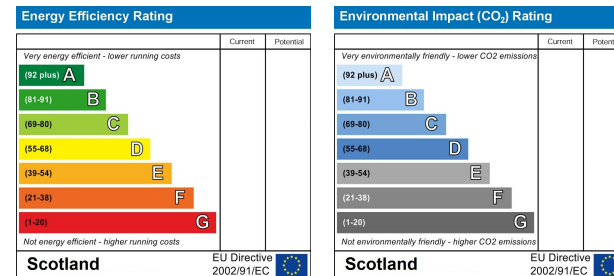 Energy Efficiency Rating
Current Potential
Very energy efficient - lower running costs
(92 plus) A
(81-91) B
(69-80) C
(55-68) D
(39-54) E
(21-38) F
(1-20) G
Not energy efficient - higher running costs
Scotland
EU Directive
2002/91/EC
Environmental Impact (CO₂) Rating
Current Poten
Very environmentally friendly - lower CO2 emissions
(92 plus) A
(81-91) B
(69-80) C
(55-68) D
(39-54) E
(21-38) F
(1-20) G
Not environmentally friendly - higher CO2 emissions
Scotland
EU Directive
2002/91/EC